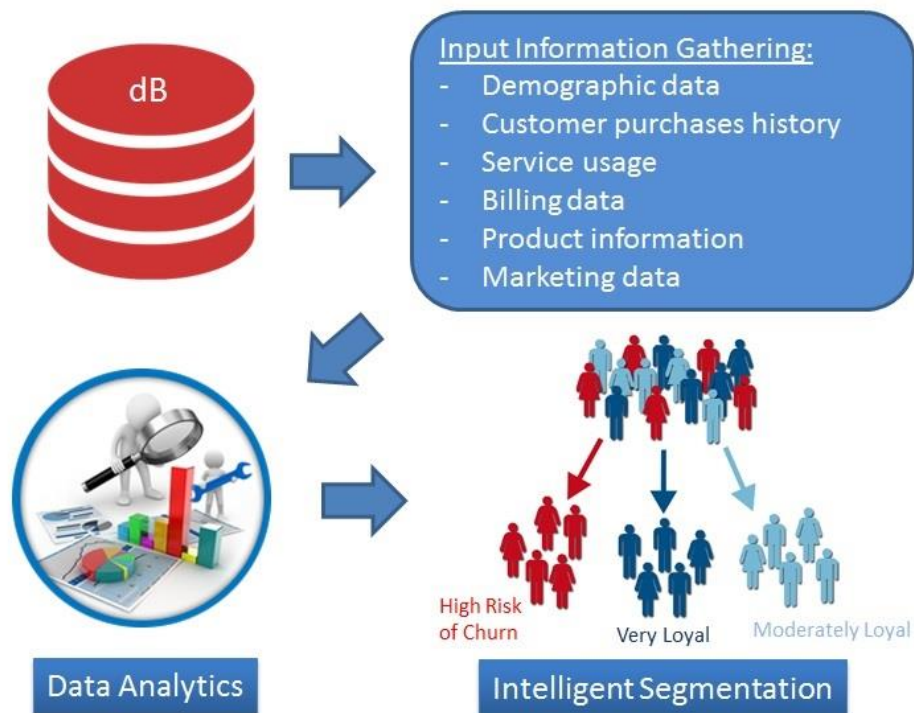 dB
Input Information Gathering:
- Demographic data
- Customer purchases history
- Service usage
- Billing data
- Product information
- Marketing data
High Risk
of Churn
Very Loyal
Moderately Loyal
Data Analytics
Intelligent Segmentation